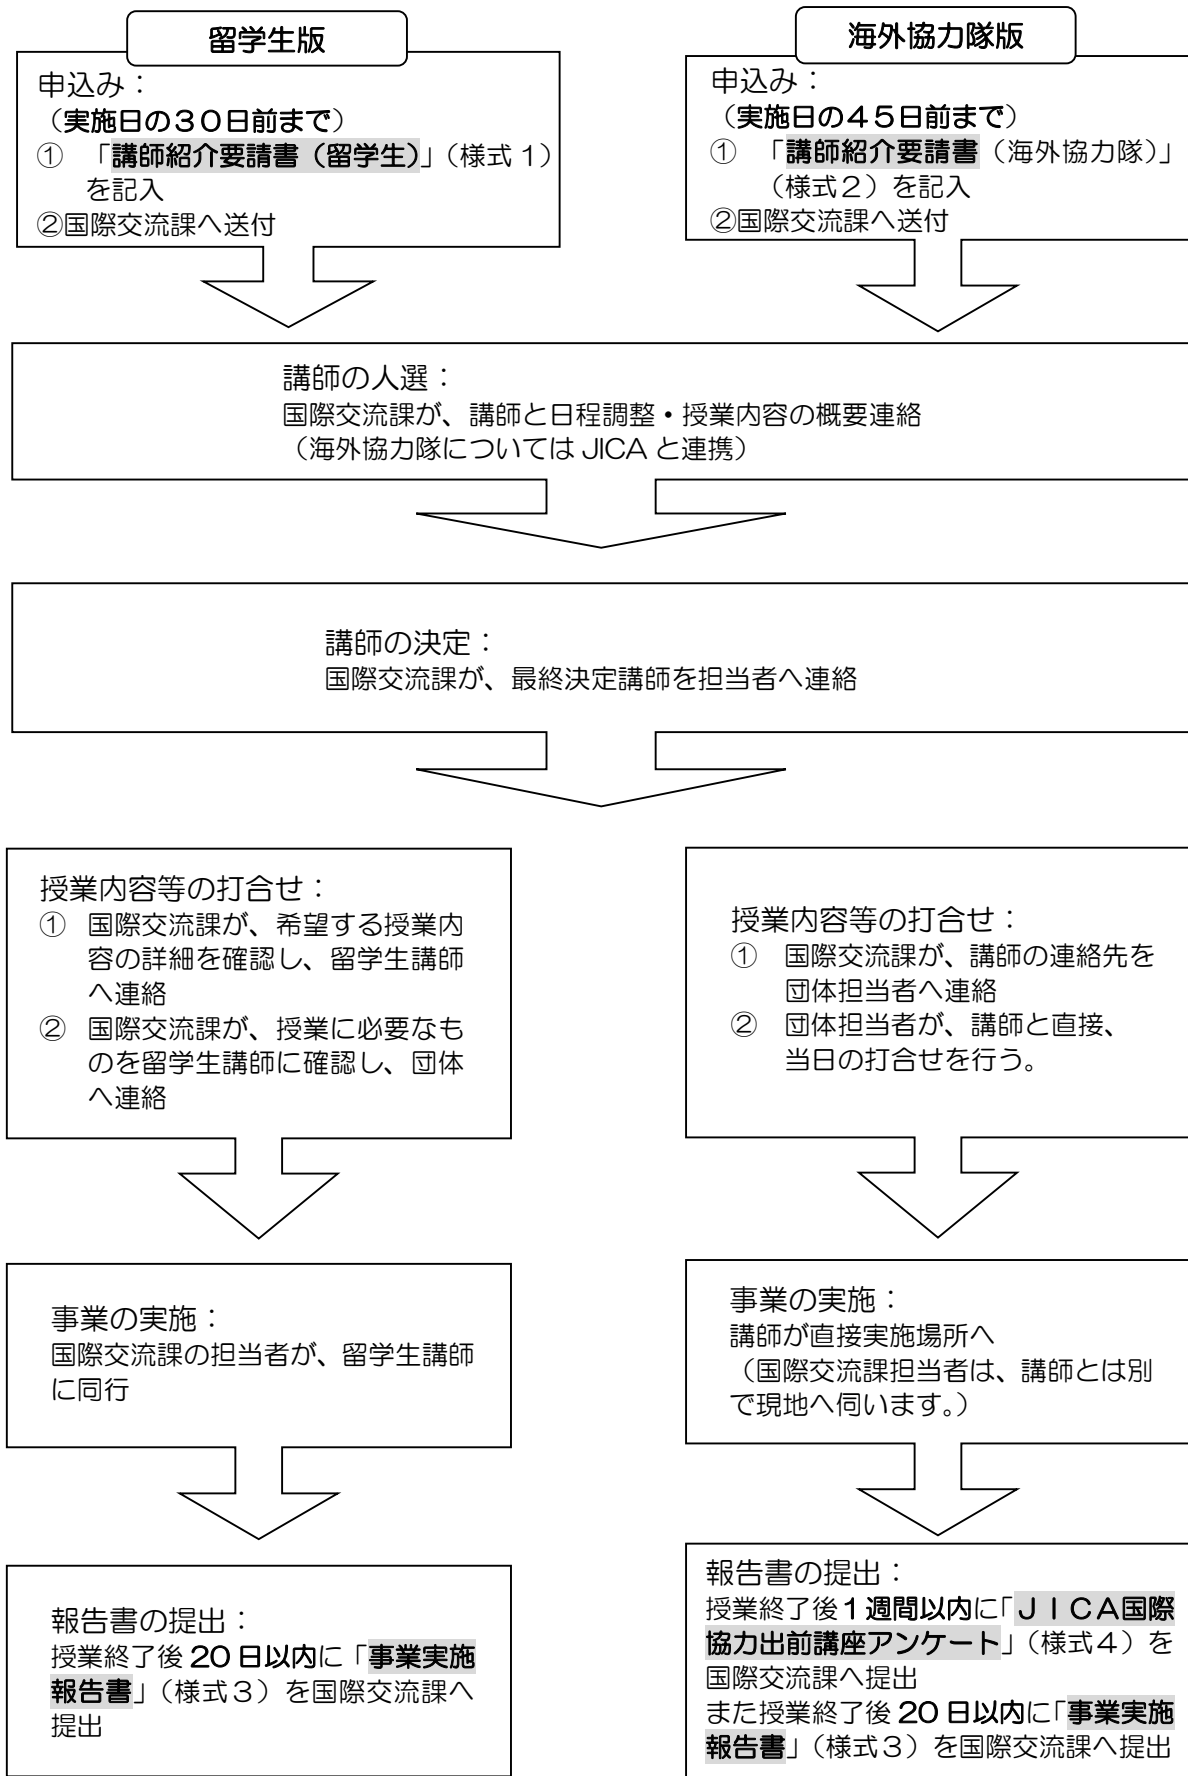 留学生版
申込み：
（実施日の３０日前まで）
① 「講師紹介要請書（留学生）」（様式１）
を記入
②国際交流課へ送付
海外協力隊版
申込み：
（実施日の４５日前まで）
① 「講師紹介要請書（海外協力隊）」
（様式２）を記入
②国際交流課へ送付
講師の人選：
国際交流課が、講師と日程調整・授業内容の概要連絡
（海外協力隊については JICA と連携）
講師の決定：
国際交流課が、最終決定講師を担当者へ連絡
授業内容等の打合せ：
① 国際交流課が、希望する授業内
容の詳細を確認し、留学生講師
へ連絡
② 国際交流課が、授業に必要なも
のを留学生講師に確認し、団体
へ連絡
授業内容等の打合せ：
① 国際交流課が、講師の連絡先を
団体担当者へ連絡
② 団体担当者が、講師と直接、
当日の打合せを行う。
事業の実施：
国際交流課の担当者が、留学生講師
に同行
事業の実施：
講師が直接実施場所へ
（国際交流課担当者は、講師とは別
で現地へ伺います。）
報告書の提出：
授業終了後 20 日以内に「事業実施
報告書」（様式３）を国際交流課へ
提出
報告書の提出：
授業終了後１週間以内に「ＪＩＣＡ国際
協力出前講座アンケート」（様式４）を
国際交流課へ提出
また授業終了後 20 日以内に「事業実施
報告書」（様式３）を国際交流課へ提出